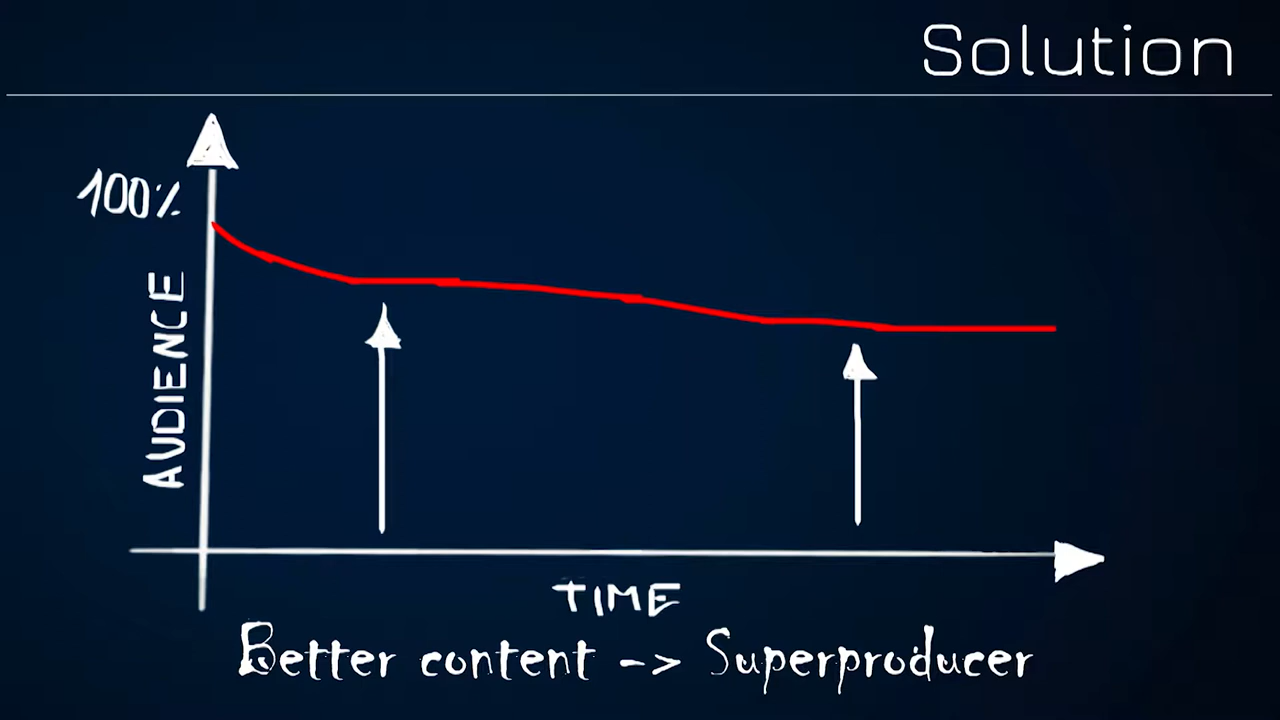 Solution
100%
AUDIENCE
TIME
Better content -> Superproducer